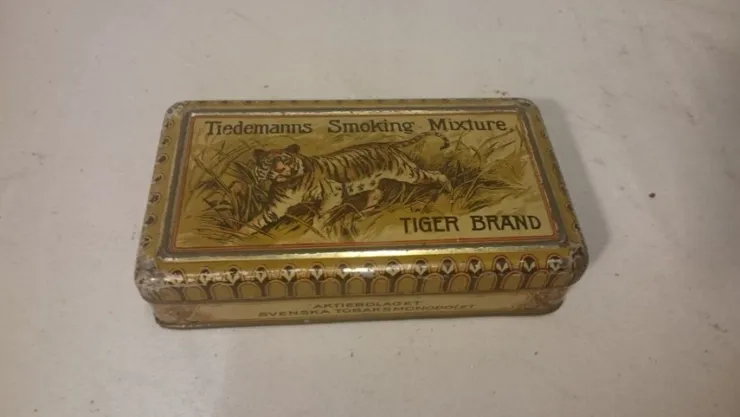 Tiedemanns Smoking Mixture.
TIGER BRAND
AKTIEBOLAGET
SVENSKA TOBAKSMONOPOLET